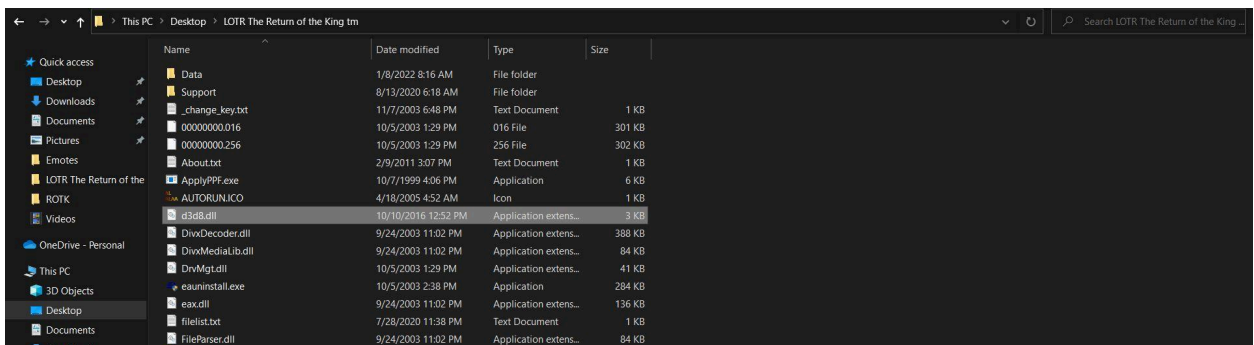 This PC > Desktop > LOTR The Return of the King tm
Search LOTR The Return of the King ...
Quick access
Desktop
Downloads
Documents
Pictures
Emotes
LOTR The Return of the
ROTK
Videos
OneDrive - Personal
This PC
3D Objects
Desktop
Documents
Name Date modified Type Size
Data 1/8/2022 8:16 AM File folder
Support 8/13/2020 6:18 AM File folder
_change_key.txt 11/7/2003 6:48 PM Text Document 1 KB
00000000.016 10/5/2003 1:29 PM 016 File 301 KB
00000000.256 10/5/2003 1:29 PM 256 File 302 KB
About.txt 2/9/2011 3:07 PM Text Document 1 KB
ApplyPPF.exe 10/7/1999 4:06 PM Application 6 KB
AUTORUN.ICO 4/18/2005 4:52 AM Icon 1 KB
d3d8.dll 10/10/2016 12:52 PM Application extens... 3 KB
DivxDecoder.dll 9/24/2003 11:02 PM Application extens... 388 KB
DivxMediaLib.dll 9/24/2003 11:02 PM Application extens... 84 KB
DrvMgt.dll 10/5/2003 1:29 PM Application extens... 41 KB
eauninstall.exe 10/5/2003 2:38 PM Application 284 KB
eax.dll 9/24/2003 11:02 PM Application extens... 136 KB
filelist.txt 7/28/2020 11:38 PM Text Document 1 KB
FileParser.dll 9/24/2003 11:02 PM Application extens... 84 KB